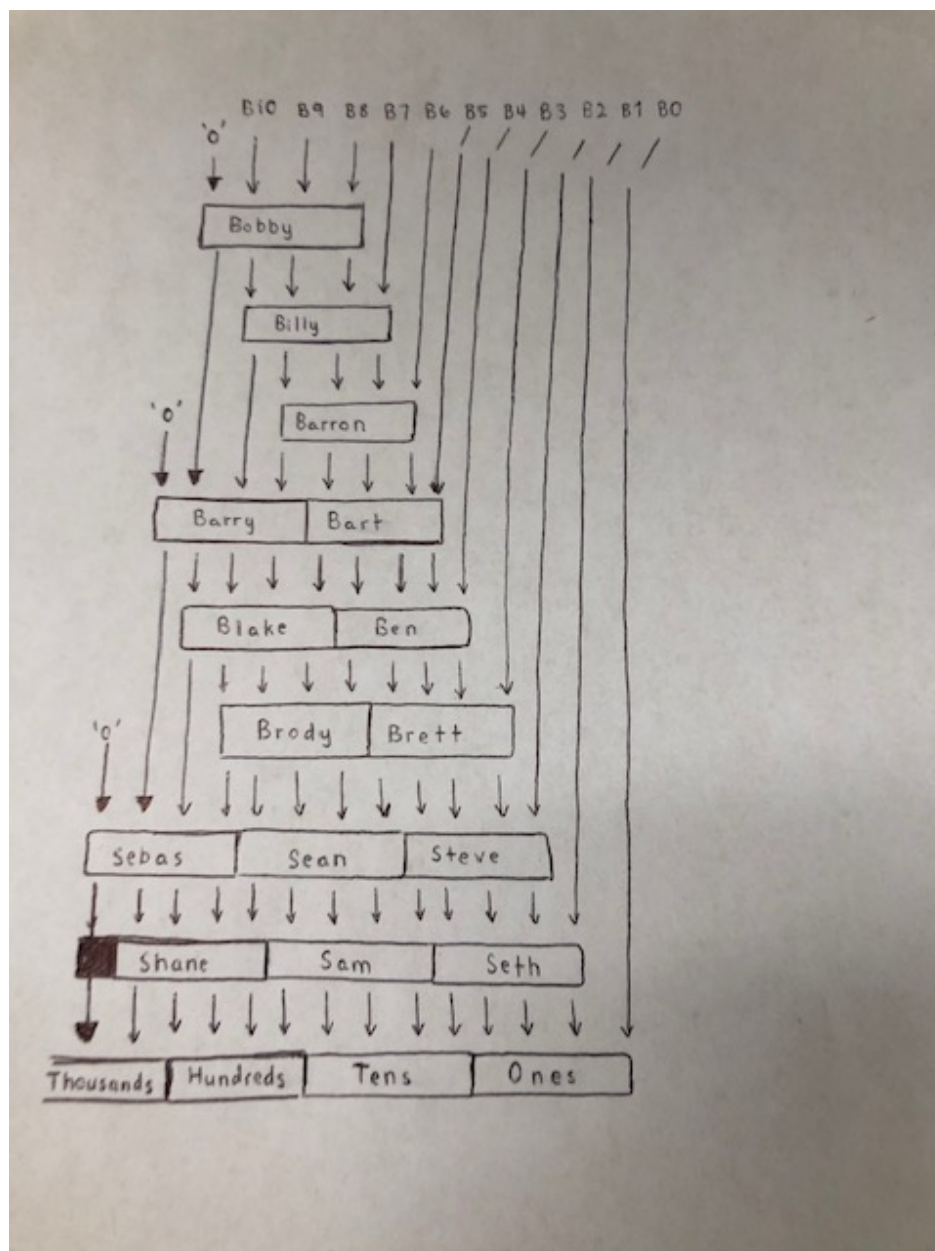 B10 B9 B8 B7 B6 B5 B4 B3 B2 B1 B0
'0'
Bobby
Billy
'0'
Barron
Barry Bart
Blake Ben
'0'
Brody Brett
Sebas Sean Steve
Shane Sam Seth
Thousands Hundreds Tens Ones